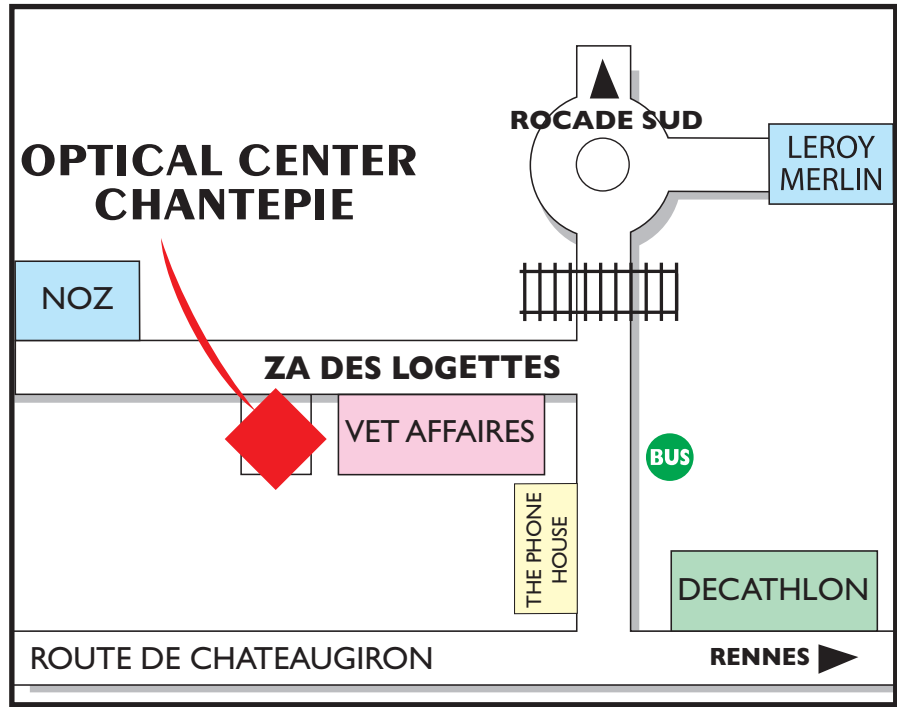 ROCADE SUD
OPTICAL CENTER
CHANTEPIE
LEROY
MERLIN
NOZ
ZA DES LOGETTES
VET AFFAIRES
BUS
THE PHONE
HOUSE
DECATHLON
ROUTE DE CHATEAUGIRON
RENNES